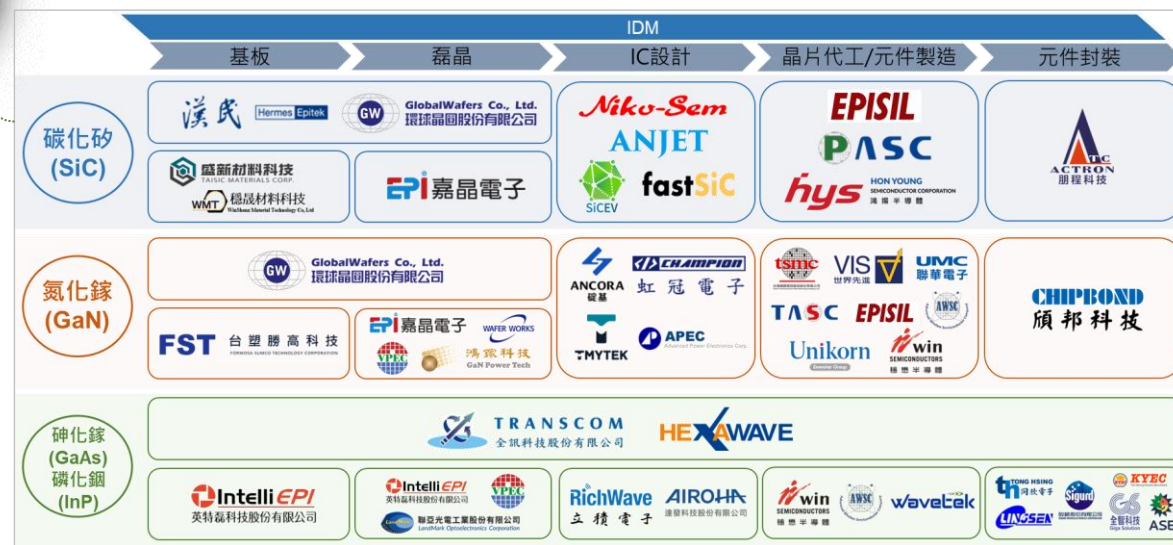 IDM
基板
磊晶
IC設計
晶片代工/元件製造
元件封裝
碳化矽
(SiC)
漢民
Hermes Epitek
GW
GlobalWafers Co., Ltd.
環球晶圓股份有限公司
盛新材料科技
TAISIC MATERIALS CORP.
WMT 穩晟材料科技
WinSheng Material Technology Co., Ltd
EPI嘉晶電子
Niko-Sem
ANJET
SiCEV
fastSiC
EPISIL
PASC
hys HON YOUNG
SEMICONDUCTOR CORPORATION
鴻揚半導體
ATC
ACTRON
朋程科技
氮化鎵
(GaN)
GW
GlobalWafers Co., Ltd.
環球晶圓股份有限公司
FST 台塑勝高科技
FORMOSA SUMCO TECHNOLOGY CORPORATION
EPI嘉晶電子
WAFER WORKS
VPEC
鴻鎵科技
GaN Power Tech
ANCORA
碇基
CHAMPION
虹冠電子
TMYTEK
APEC
Advanced Power Electronics Corp.
tsmc
VIS
世界先進
UMC
聯華電子
TASC
EPISIL
AWSC
Unikorn
win
SEMICONDUCTORS
穩懋半導體
CHIPBOND
頎邦科技
砷化鎵
(GaAs)
磷化銦
(InP)
TRANSCOM
全訊科技股份有限公司
HEXAWAVE
IntelliEPI
英特磊科技股份有限公司
IntelliEPI
英特磊科技股份有限公司
VPEC
LandMark
聯亞光電工業股份有限公司
LandMark Optoelectronics Corporation
RichWave
立積電子
AIROHA
達發科技股份有限公司
win
SEMICONDUCTORS
穩懋半導體
AWSC
wavetek
TONG HSING
同欣電子
LINGSEN
Sigurd
KYEC
全智科技
Giga Solution
ASE